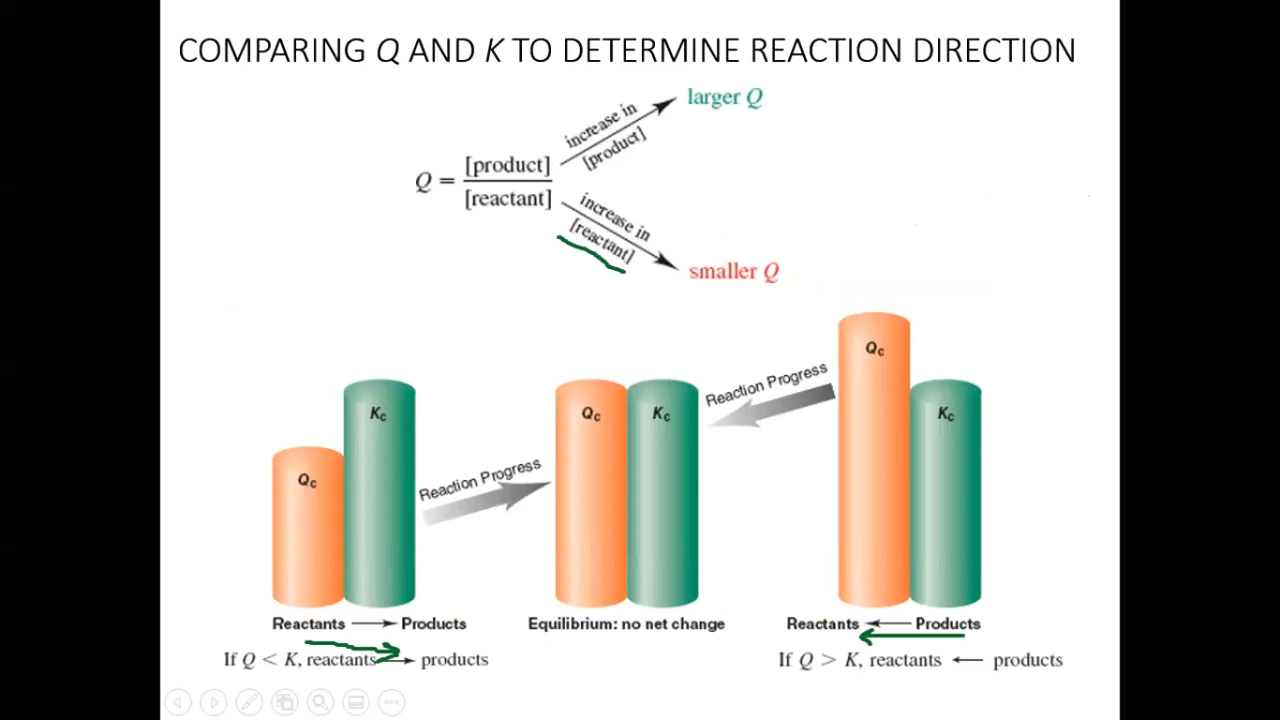 COMPARING Q AND K TO DETERMINE REACTION DIRECTION
larger Q
increase in
[product]
Q = [product]
[reactant]
increase in
[reactant]
smaller Q
Qc
Kc
Reaction Progress
Qc
Kc
Reaction Progress
Qc
Kc
Reactants → Products
Equilibrium: no net change
Reactants ← Products
If Q < K, reactants → products
If Q > K, reactants ← products